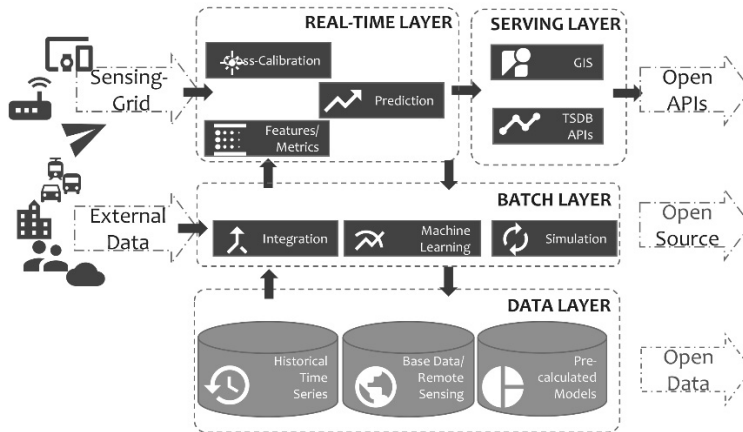 REAL-TIME LAYER
SERVING LAYER
Sensing-
Grid
Cross-Calibration
Prediction
Features/
Metrics
GIS
TSDB
APIs
Open
APIs
BATCH LAYER
External
Data
Integration
Machine
Learning
Simulation
Open
Source
DATA LAYER
Historical
Time
Series
Base Data/
Remote
Sensing
Pre-
calculated
Models
Open
Data